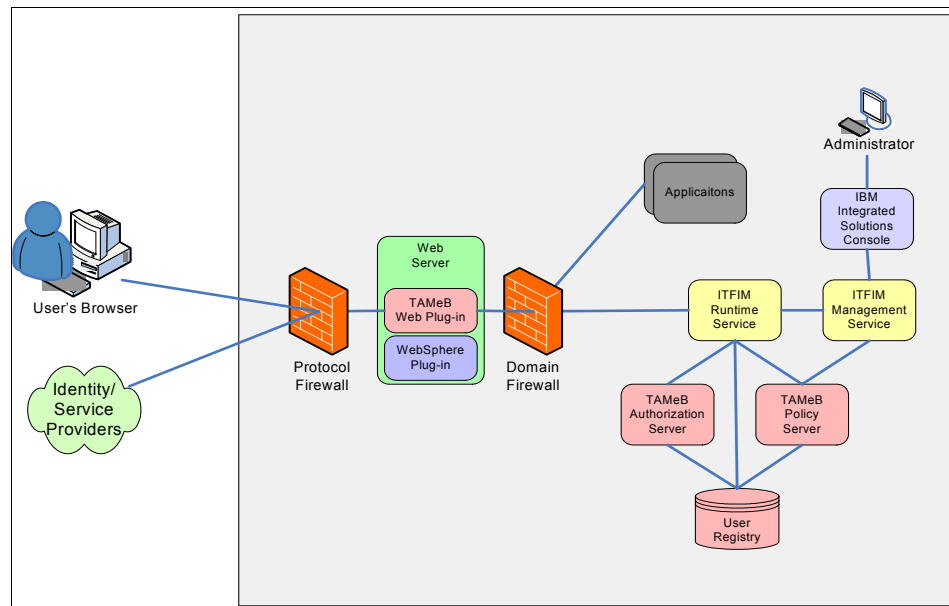 Administrator
Applicaitons
IBM
Integrated
Solutions
Console
Web
Server
User's Browser
TAMeB
Web Plug-in
ITFIM
Runtime
Service
ITFIM
Management
Service
WebSphere
Plug-in
Protocol
Firewall
Domain
Firewall
Identity/
Service
Providers
TAMeB
Authorization
Server
TAMeB
Policy
Server
User
Registry